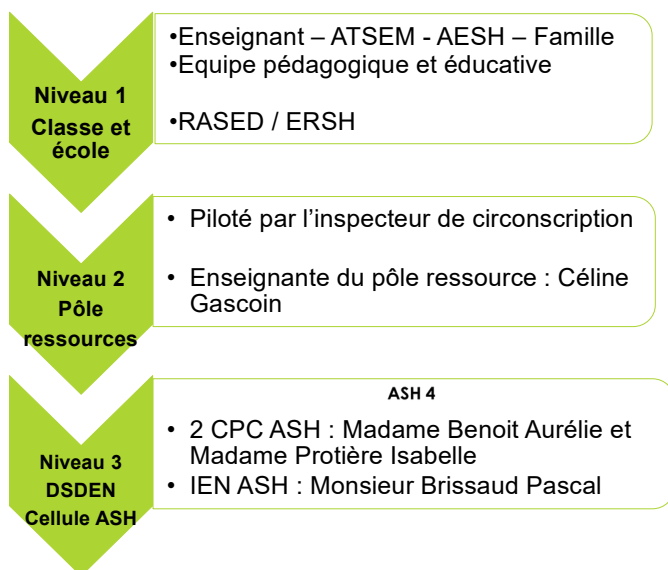 Niveau 1
Classe et
école
•Enseignant – ATSEM - AESH – Famille
•Equipe pédagogique et éducative
•RASED / ERSH
Niveau 2
Pôle
ressources
• Piloté par l'inspecteur de circonscription
• Enseignante du pôle ressource : Céline
Gascoin
Niveau 3
DSDEN
Cellule ASH
ASH 4
• 2 CPC ASH : Madame Benoit Aurélie et
Madame Protière Isabelle
• IEN ASH : Monsieur Brissaud Pascal